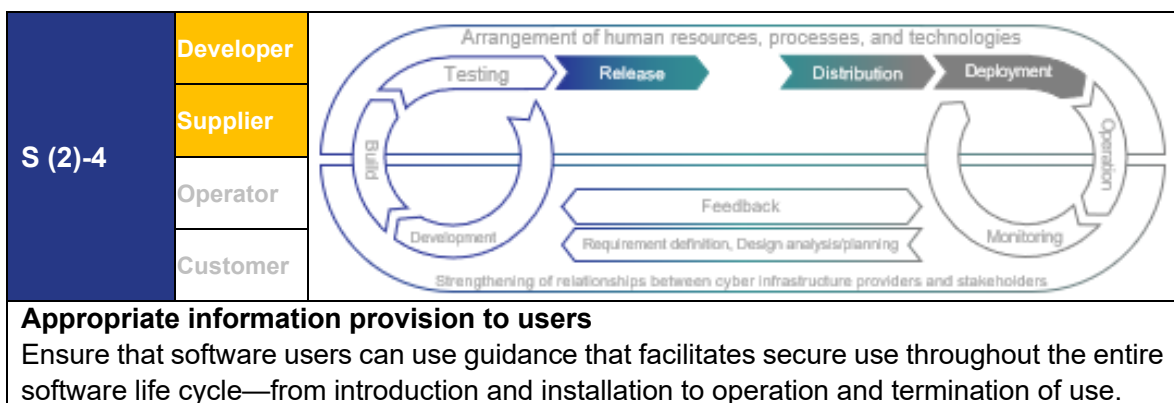 S (2)-4
Developer
Supplier
Operator
Customer
Arrangement of human resources, processes, and technologies
Testing
Release
Distribution
Deployment
Build
Operation
Development
Feedback
Requirement definition, Design analysis/planning
Monitoring
Strengthening of relationships between cyber infrastructure providers and stakeholders
Appropriate information provision to users
Ensure that software users can use guidance that facilitates secure use throughout the entire
software life cycle—from introduction and installation to operation and termination of use.